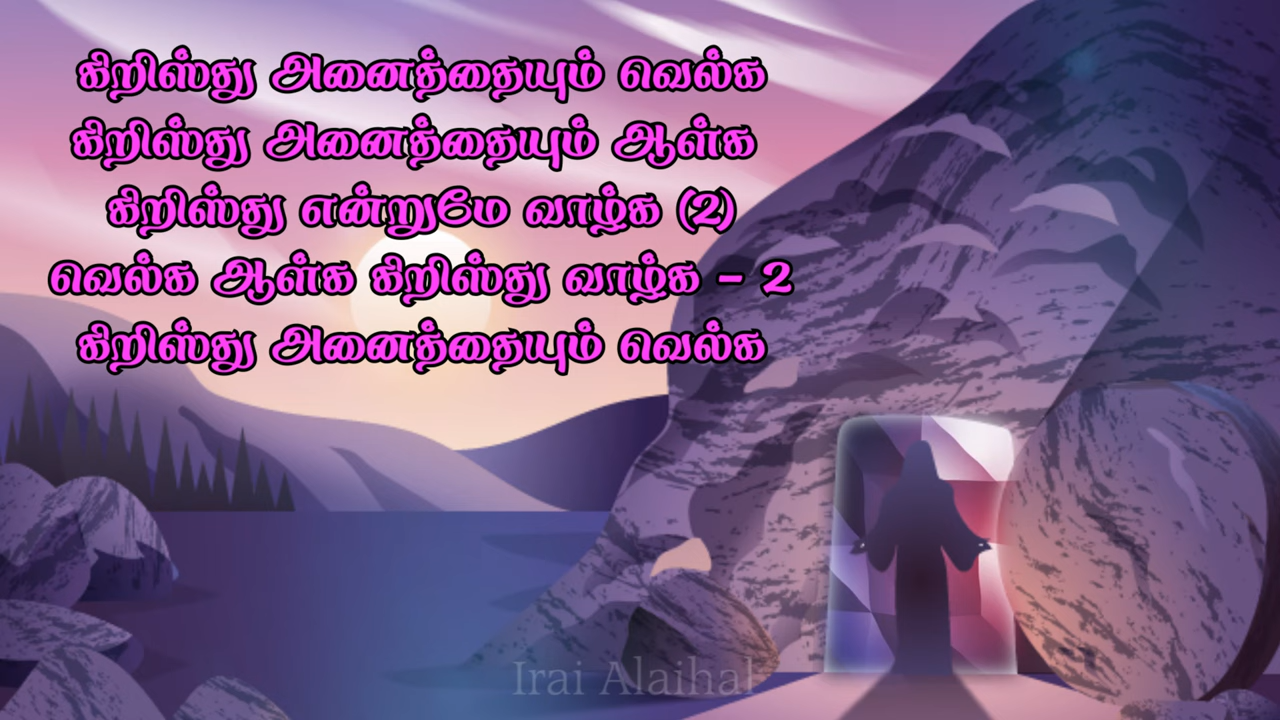 கிறிஸ்து அனைத்தையும் வெல்க
கிறிஸ்து அனைத்தையும் ஆள்க
கிறிஸ்து என்றுமே வாழ்க (2)
வெல்க ஆள்க கிறிஸ்து வாழ்க - 2
கிறிஸ்து அனைத்தையும் வெல்க
Irai Alaihal